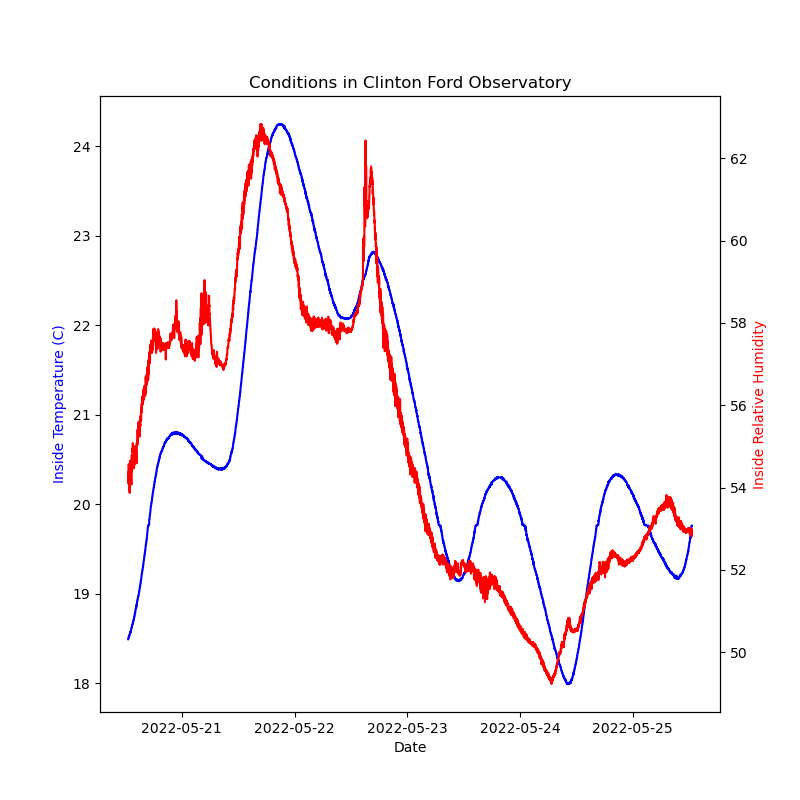 Conditions in Clinton Ford Observatory
24
23
22
21
20
19
18
Inside Temperature (C)
62
60
58
56
54
52
50
Inside Relative Humidity
2022-05-21 2022-05-22 2022-05-23 2022-05-24 2022-05-25
Date